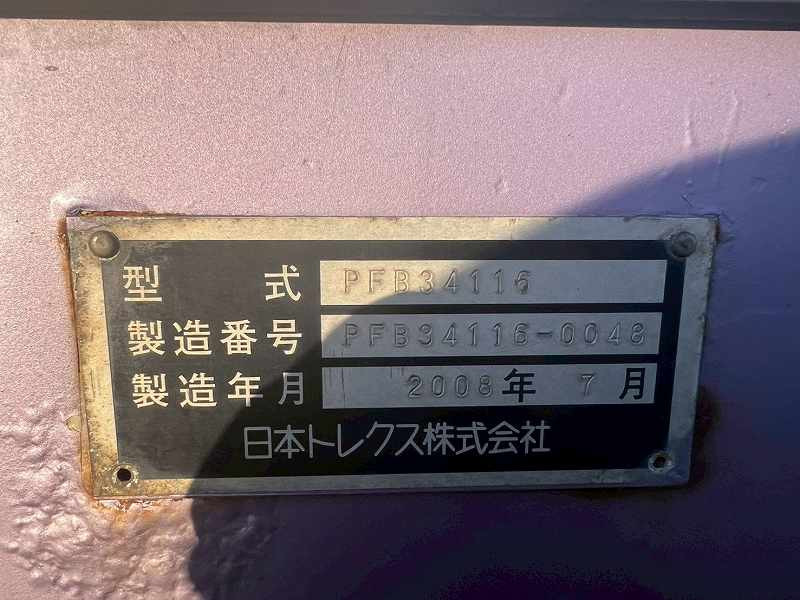 型式 PFB34116
製造番号 PFB34116-0048
製造年月 2008年 7月
日本トレクス株式会社